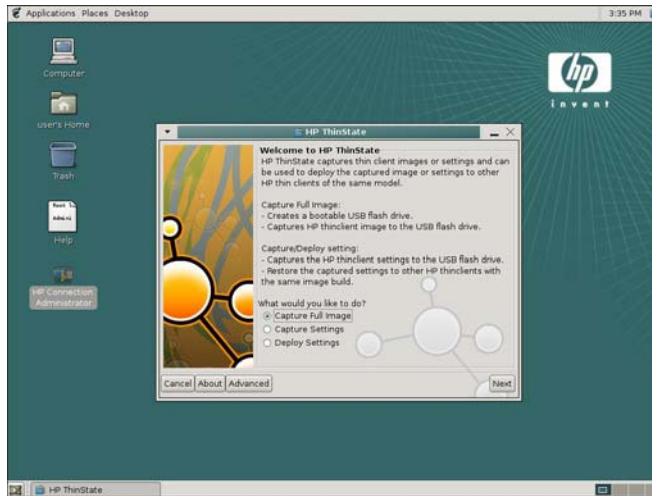 Applications Places Desktop
3:35 PM
Computer
user's Home
Trash
Help
HP Connection
Administrator
hp
invent
HP ThinState
Welcome to HP ThinState
HP ThinState captures thin client images or settings and can
be used to deploy the captured image or settings to other
HP thin clients of the same model.
Capture Full Image:
- Creates a bootable USB flash drive.
- Captures HP thinclient image to the USB flash drive.
Capture/Deploy setting:
- Captures the HP thinclient settings to the USB flash drive.
- Restore the captured settings to other HP thinclients with
the same image build.
What would you like to do?
Capture Full Image
Capture Settings
Deploy Settings
Cancel About Advanced Next
HP ThinState